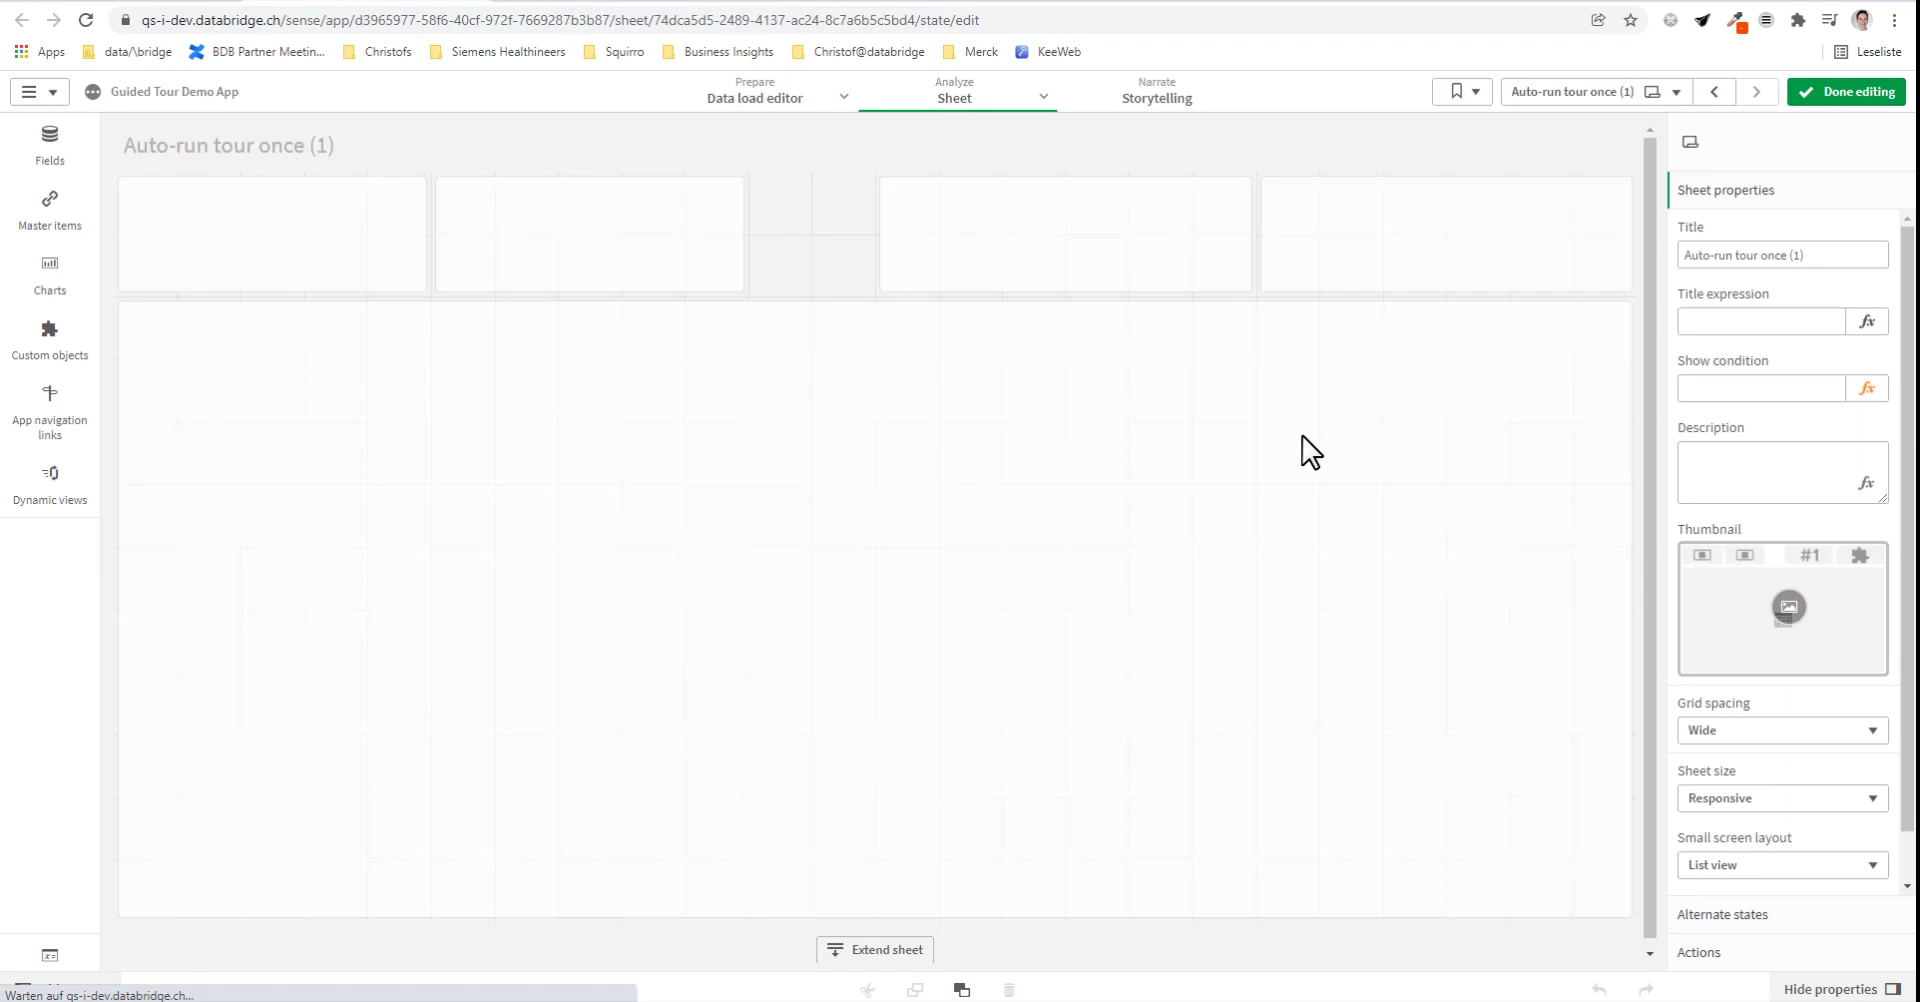 qs-i-dev.databridge.ch/sense/app/d3965977-58f6-40cf-972f-7669287b3b87/sheet/74dca5d5-2489-4137-ac24-8c7a6b5c5bd4/state/edit
Apps
data/\bridge
BDB Partner Meetin...
Christofs
Siemens Healthineers
Squirro
Business Insights
Christof@databridge
Merck
KeeWeb
Leseliste
Guided Tour Demo App
Prepare
Data load editor
Analyze
Sheet
Narrate
Storytelling
Auto-run tour once (1)
Done editing
Fields
Master items
Charts
Custom objects
App navigation
links
Dynamic views
Auto-run tour once (1)
Extend sheet
Sheet properties
Title
Auto-run tour once (1)
Title expression
fx
Show condition
fx
Description
fx
Thumbnail
#1
Grid spacing
Wide
Sheet size
Responsive
Small screen layout
List view
Alternate states
Actions
Warten auf qs-i-dev.databridge.ch...
Hide properties